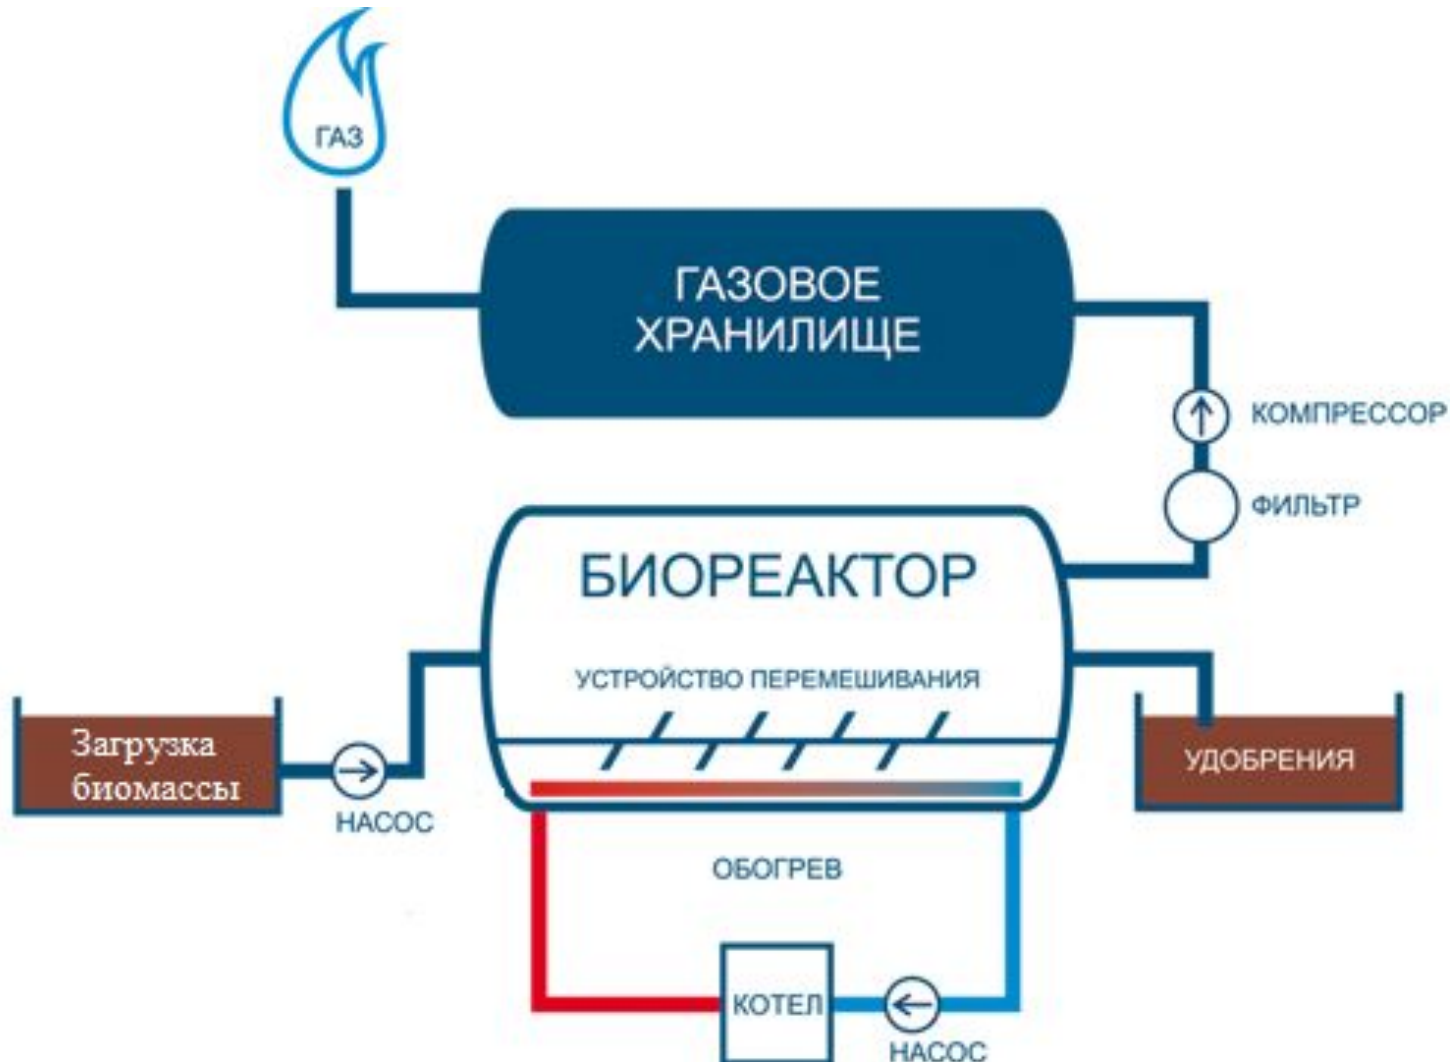 ГАЗ
ГАЗОВОЕ
ХРАНИЛИЩЕ
КОМПРЕССОР
ФИЛЬТР
БИОРЕАКТОР
УСТРОЙСТВО ПЕРЕМЕШИВАНИЯ
Загрузка
биомассы
НАСОС
УДОБРЕНИЯ
ОБОГРЕВ
КОТЕЛ
НАСОС